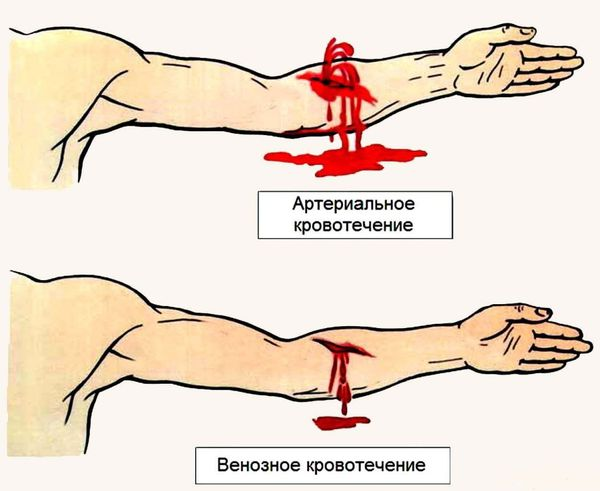 Артериальное
кровотечение
Венозное кровотечение